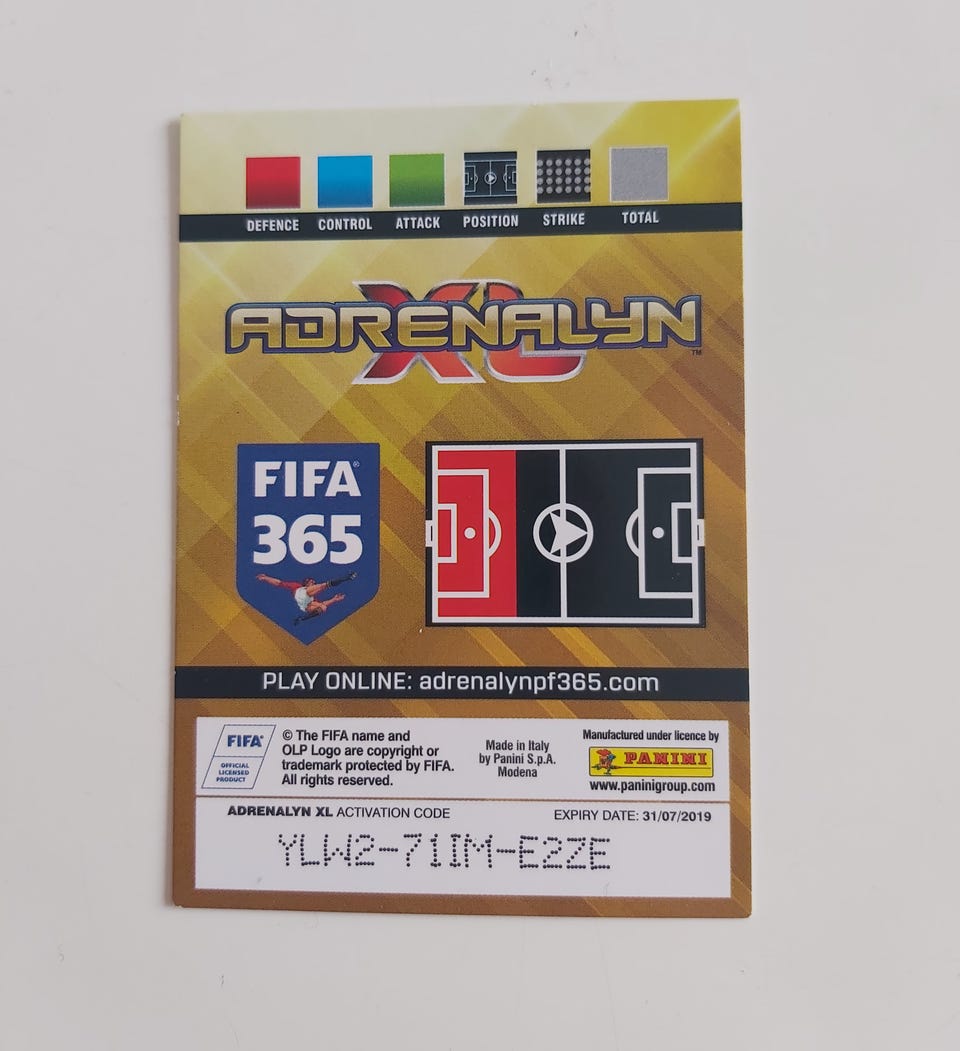 DEFENCE CONTROL ATTACK POSITION STRIKE TOTAL
ADRENALYN XL™
FIFA®
365
PLAY ONLINE: adrenalynpf365.com
FIFA®
OFFICIAL
LICENSED
PRODUCT
© The FIFA name and
OLP Logo are copyright or
trademark protected by FIFA.
All rights reserved.
Made in Italy
by Panini S.p.A.
Modena
Manufactured under licence by
PANINI
www.paninigroup.com
ADRENALYN XL ACTIVATION CODE
EXPIRY DATE: 31/07/2019
YLW2-71IM-E2ZE